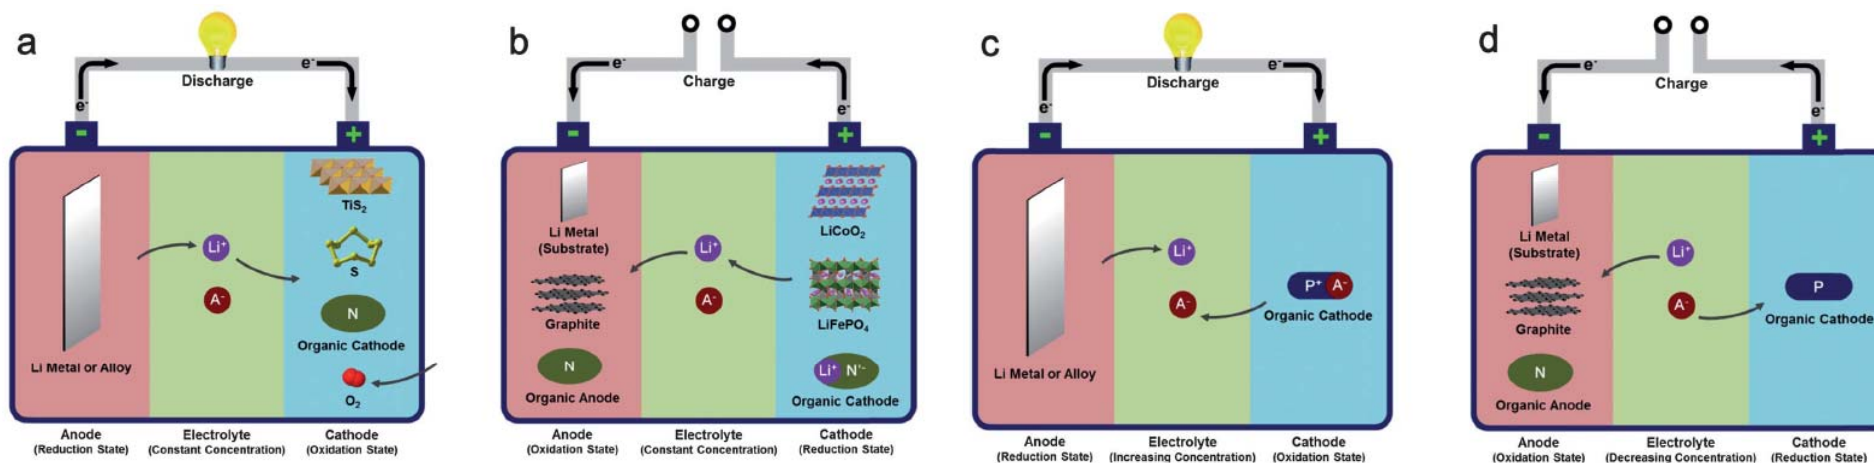 a
e-
Discharge
e-
-
+
TiS2
Li+
S
A-
N
Organic Cathode
Li Metal or Alloy
O2
Anode
(Reduction State)
Electrolyte
(Constant Concentration)
Cathode
(Oxidation State)
b
e-
Charge
e-
-
+
Li Metal
(Substrate)
LiCoO2
Li+
Graphite
A-
LiFePO4
N
Li+ N·-
Organic Anode
Organic Cathode
Anode
(Oxidation State)
Electrolyte
(Constant Concentration)
Cathode
(Reduction State)
c
e-
Discharge
e-
-
+
Li+
P+ A-
A-
Organic Cathode
Li Metal or Alloy
Anode
(Reduction State)
Electrolyte
(Increasing Concentration)
Cathode
(Oxidation State)
d
e-
Charge
e-
-
+
Li Metal
(Substrate)
Li+
P
Graphite
A-
Organic Cathode
N
Organic Anode
Anode
(Oxidation State)
Electrolyte
(Decreasing Concentration)
Cathode
(Reduction State)